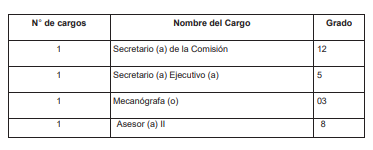 N° de cargos Nombre del Cargo Grado
1 Secretario (a) de la Comisión 12
1 Secretario (a) Ejecutivo (a) 5
1 Mecanógrafa (o) 03
1 Asesor (a) II 8